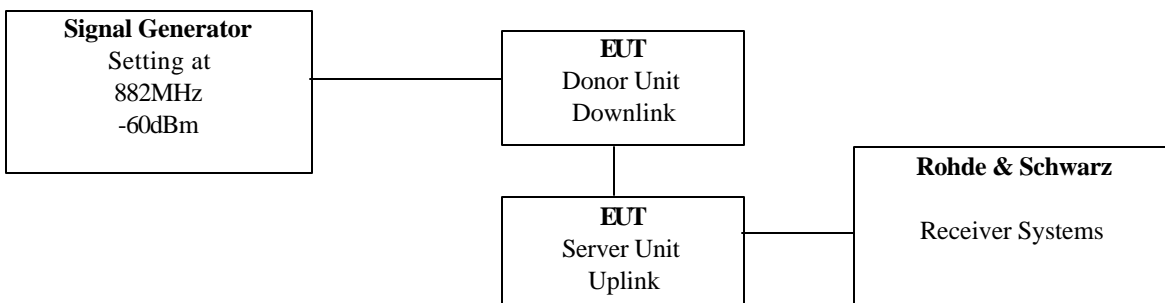 Signal Generator
Setting at
882MHz
-60dBm
EUT
Donor Unit
Downlink
EUT
Server Unit
Uplink
Rohde & Schwarz
Receiver Systems